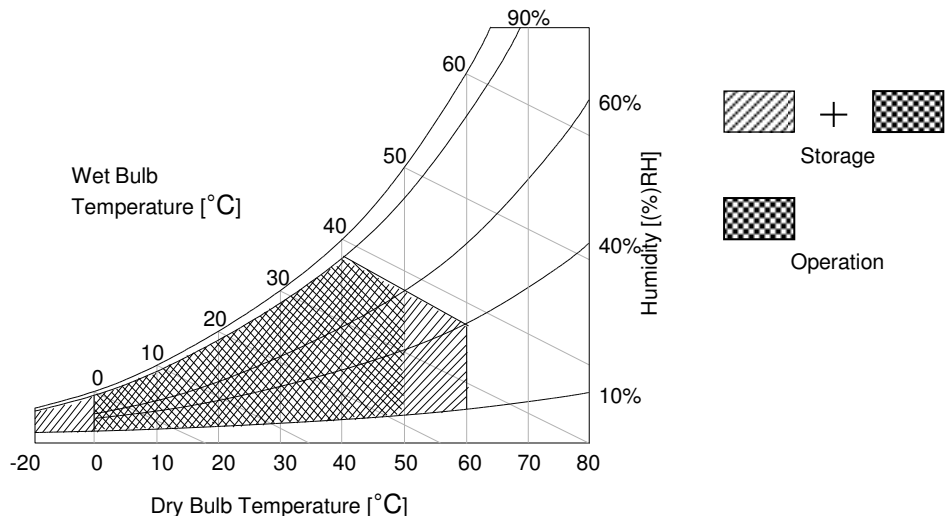 90%
60
60%
50
Wet Bulb
Temperature [°C]
Storage
40
40%
Humidity [(%)RH]
30
Operation
20
10
0
10%
-20 0 10 20 30 40 50 60 70 80
Dry Bulb Temperature [°C]